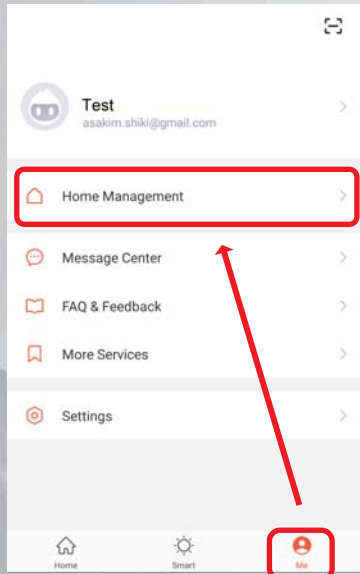 Test
asakim.shiki@gmail.com
Home Management
Message Center
FAQ & Feedback
More Services
Settings
Home
Smart
Me